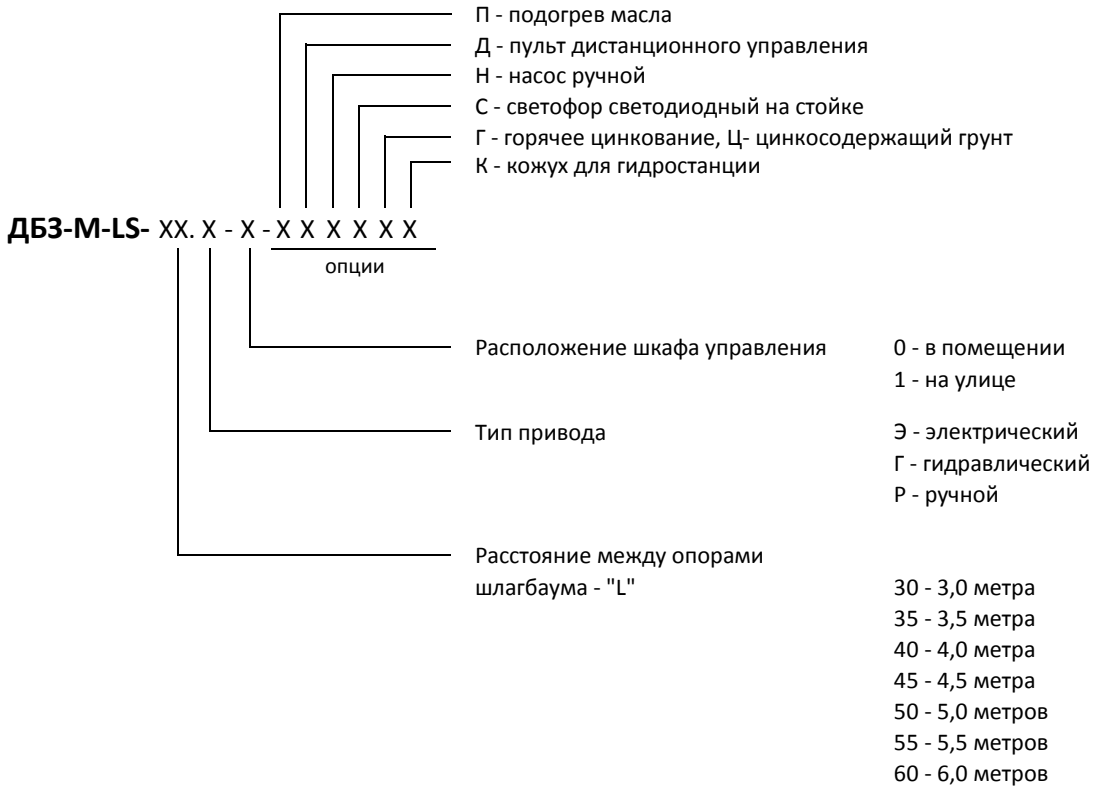 П - подогрев масла
Д - пульт дистанционного управления
Н - насос ручной
С - светофор светодиодный на стойке
Г - горячее цинкование, Ц- цинкосодержащий грунт
К - кожух для гидростанции
ДБЗ-М-LS- XX. X - X - X X X X X X
опции
Расположение шкафа управления
0 - в помещении
1 - на улице
Тип привода
Э - электрический
Г - гидравлический
Р - ручной
Расстояние между опорами
шлагбаума - "L"
30 - 3,0 метра
35 - 3,5 метра
40 - 4,0 метра
45 - 4,5 метра
50 - 5,0 метров
55 - 5,5 метров
60 - 6,0 метров